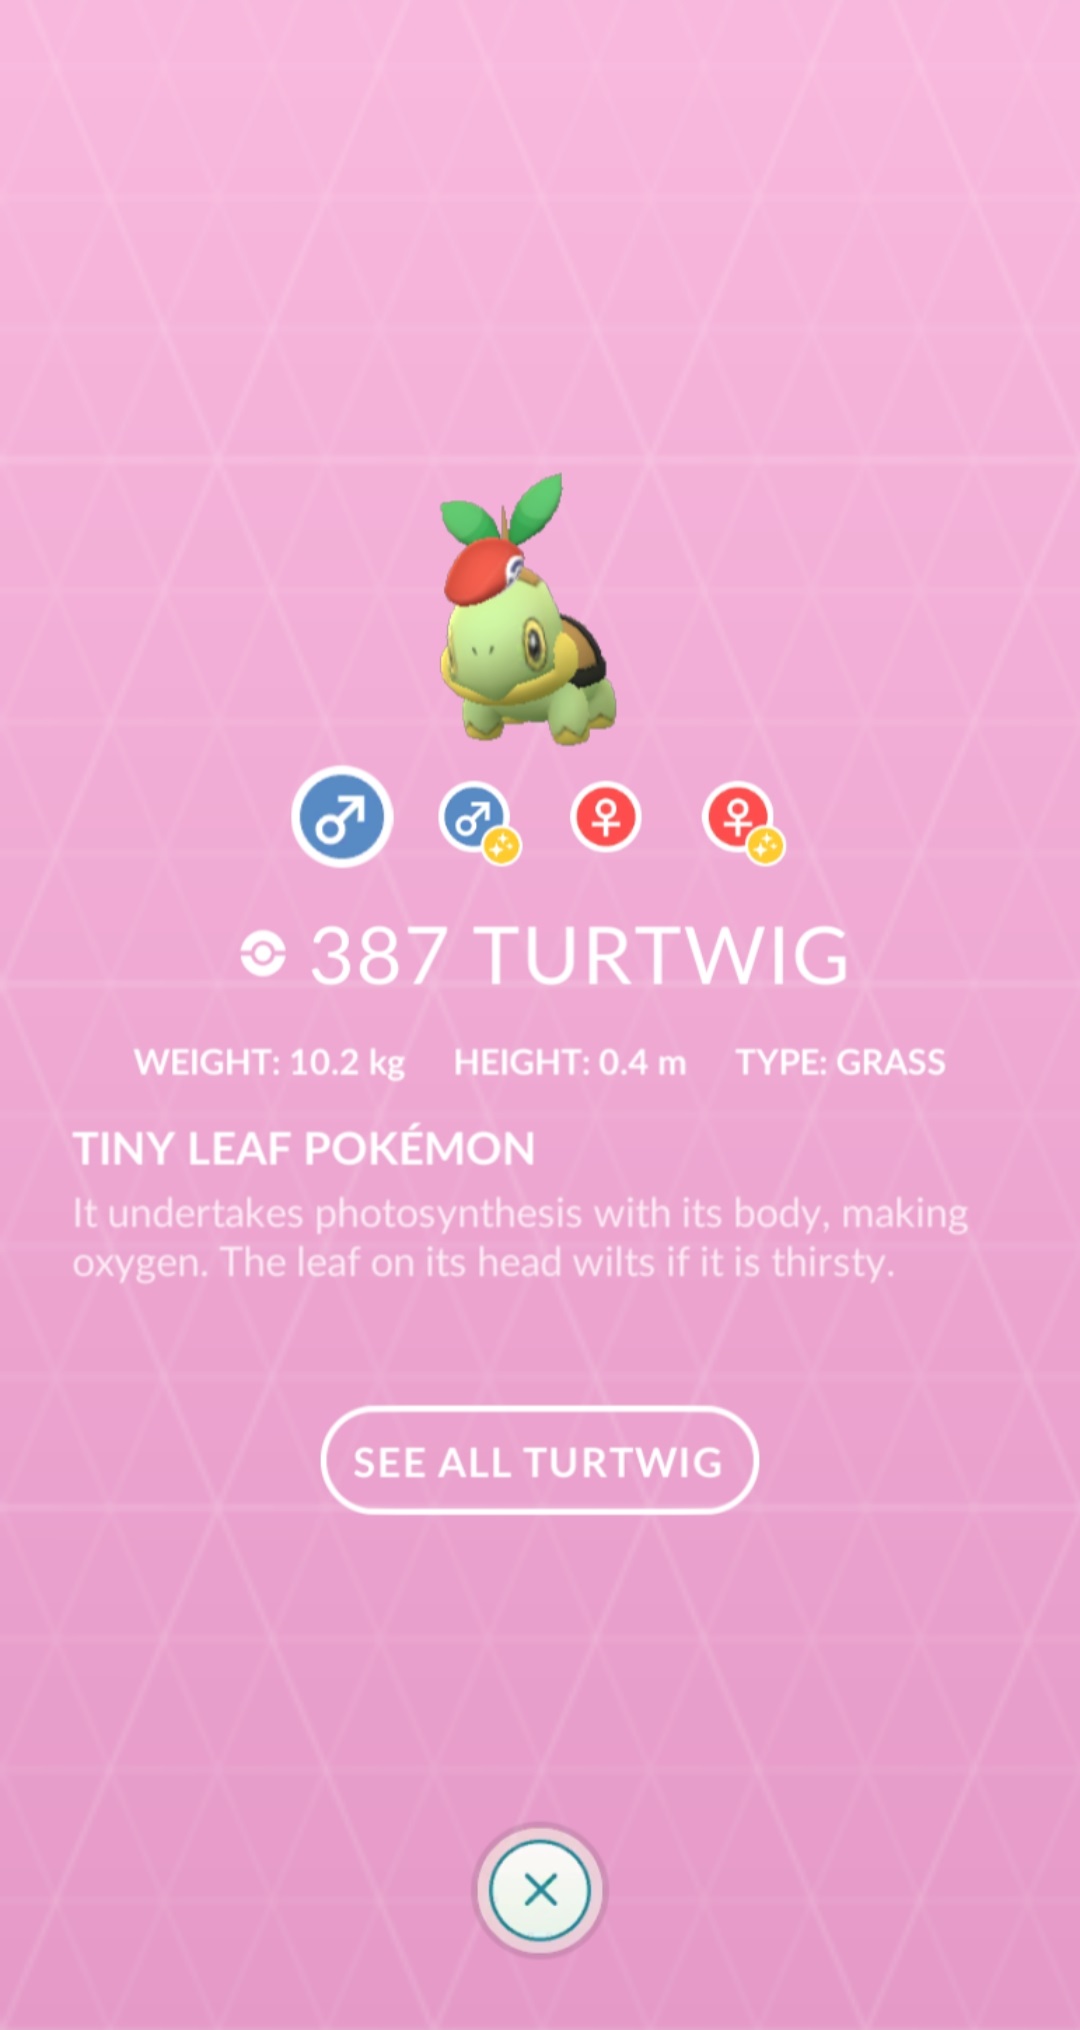 387 TURTWIG
WEIGHT: 10.2 kg HEIGHT: 0.4 m TYPE: GRASS
TINY LEAF POKÉMON
It undertakes photosynthesis with its body, making
oxygen. The leaf on its head wilts if it is thirsty.
SEE ALL TURTWIG